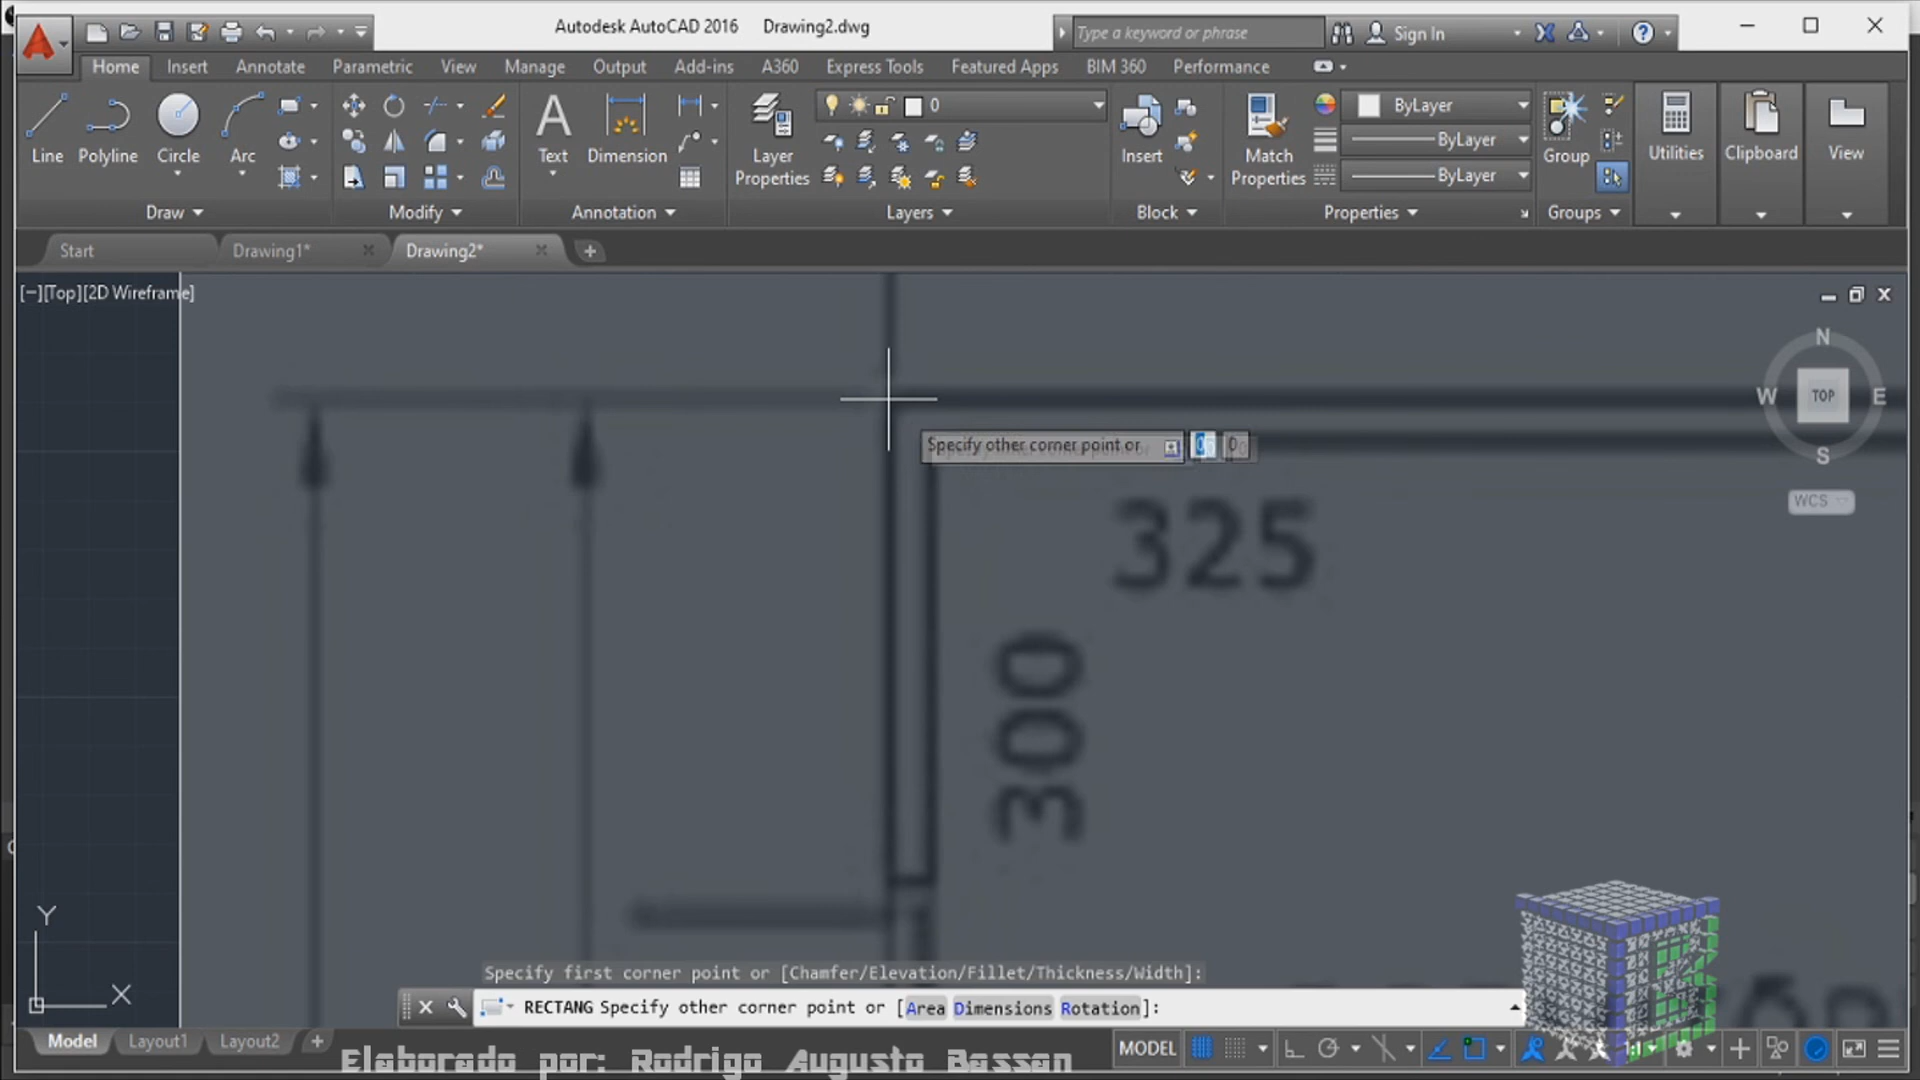 Autodesk AutoCAD 2016 Drawing2.dwg
Type a keyword or phrase
Sign In
Home Insert Annotate Parametric View Manage Output Add-ins A360 Express Tools Featured Apps BIM 360 Performance
0
ByLayer
ByLayer
ByLayer
Line Polyline Circle Arc
Text Dimension
Layer Properties
Insert
Match Properties
Group
Utilities
Clipboard
View
Draw Modify Annotation Layers Block Properties Groups
Start Drawing1* Drawing2*
[−][Top][2D Wireframe]
N
W TOP E
S
WCS
Specify other corner point or 0 0
325
300
Y
X
Specify first corner point or [Chamfer/Elevation/Fillet/Thickness/Width]:
RECTANG Specify other corner point or [Area Dimensions Rotation]:
Model Layout1 Layout2
MODEL
Elaborado por: Rodrigo Augusto Bassan